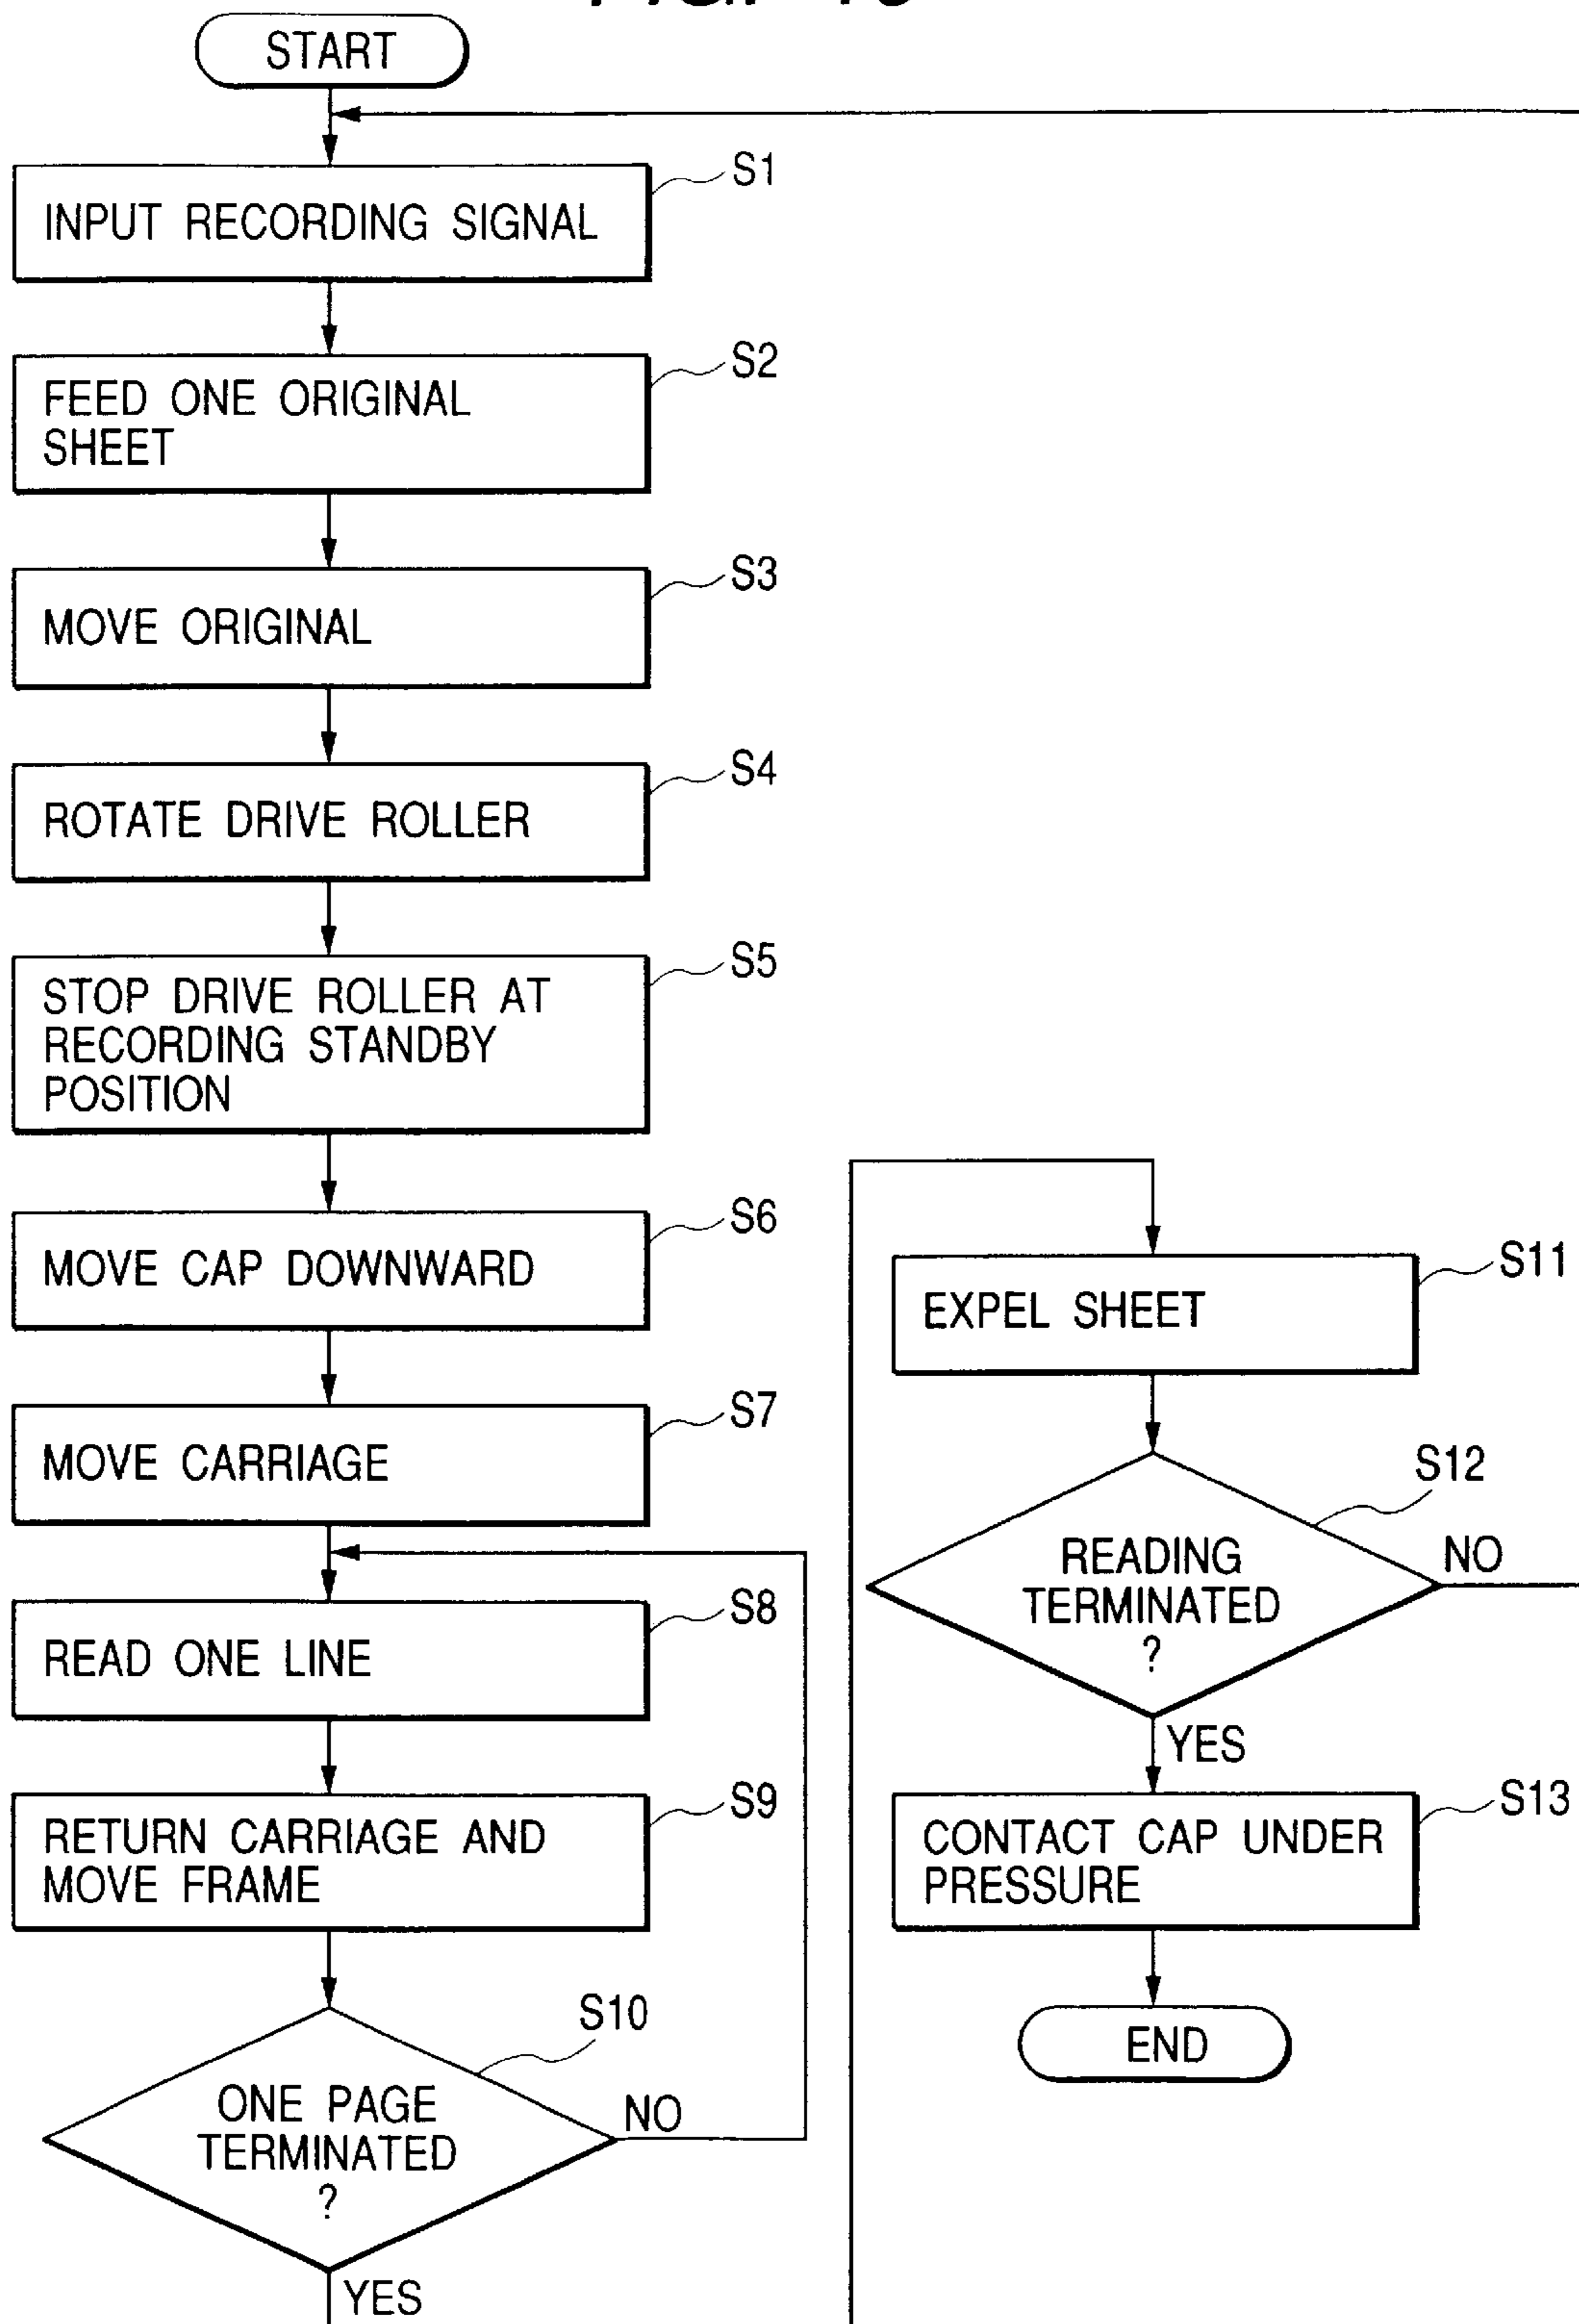 START
S1
INPUT RECORDING SIGNAL
S2
FEED ONE ORIGINAL
SHEET
S3
MOVE ORIGINAL
S4
ROTATE DRIVE ROLLER
S5
STOP DRIVE ROLLER AT
RECORDING STANDBY
POSITION
S6
MOVE CAP DOWNWARD
S7
MOVE CARRIAGE
S8
READ ONE LINE
S9
RETURN CARRIAGE AND
MOVE FRAME
S10
ONE PAGE
TERMINATED
?
NO
YES
S11
EXPEL SHEET
S12
READING
TERMINATED
?
NO
YES
S13
CONTACT CAP UNDER
PRESSURE
END